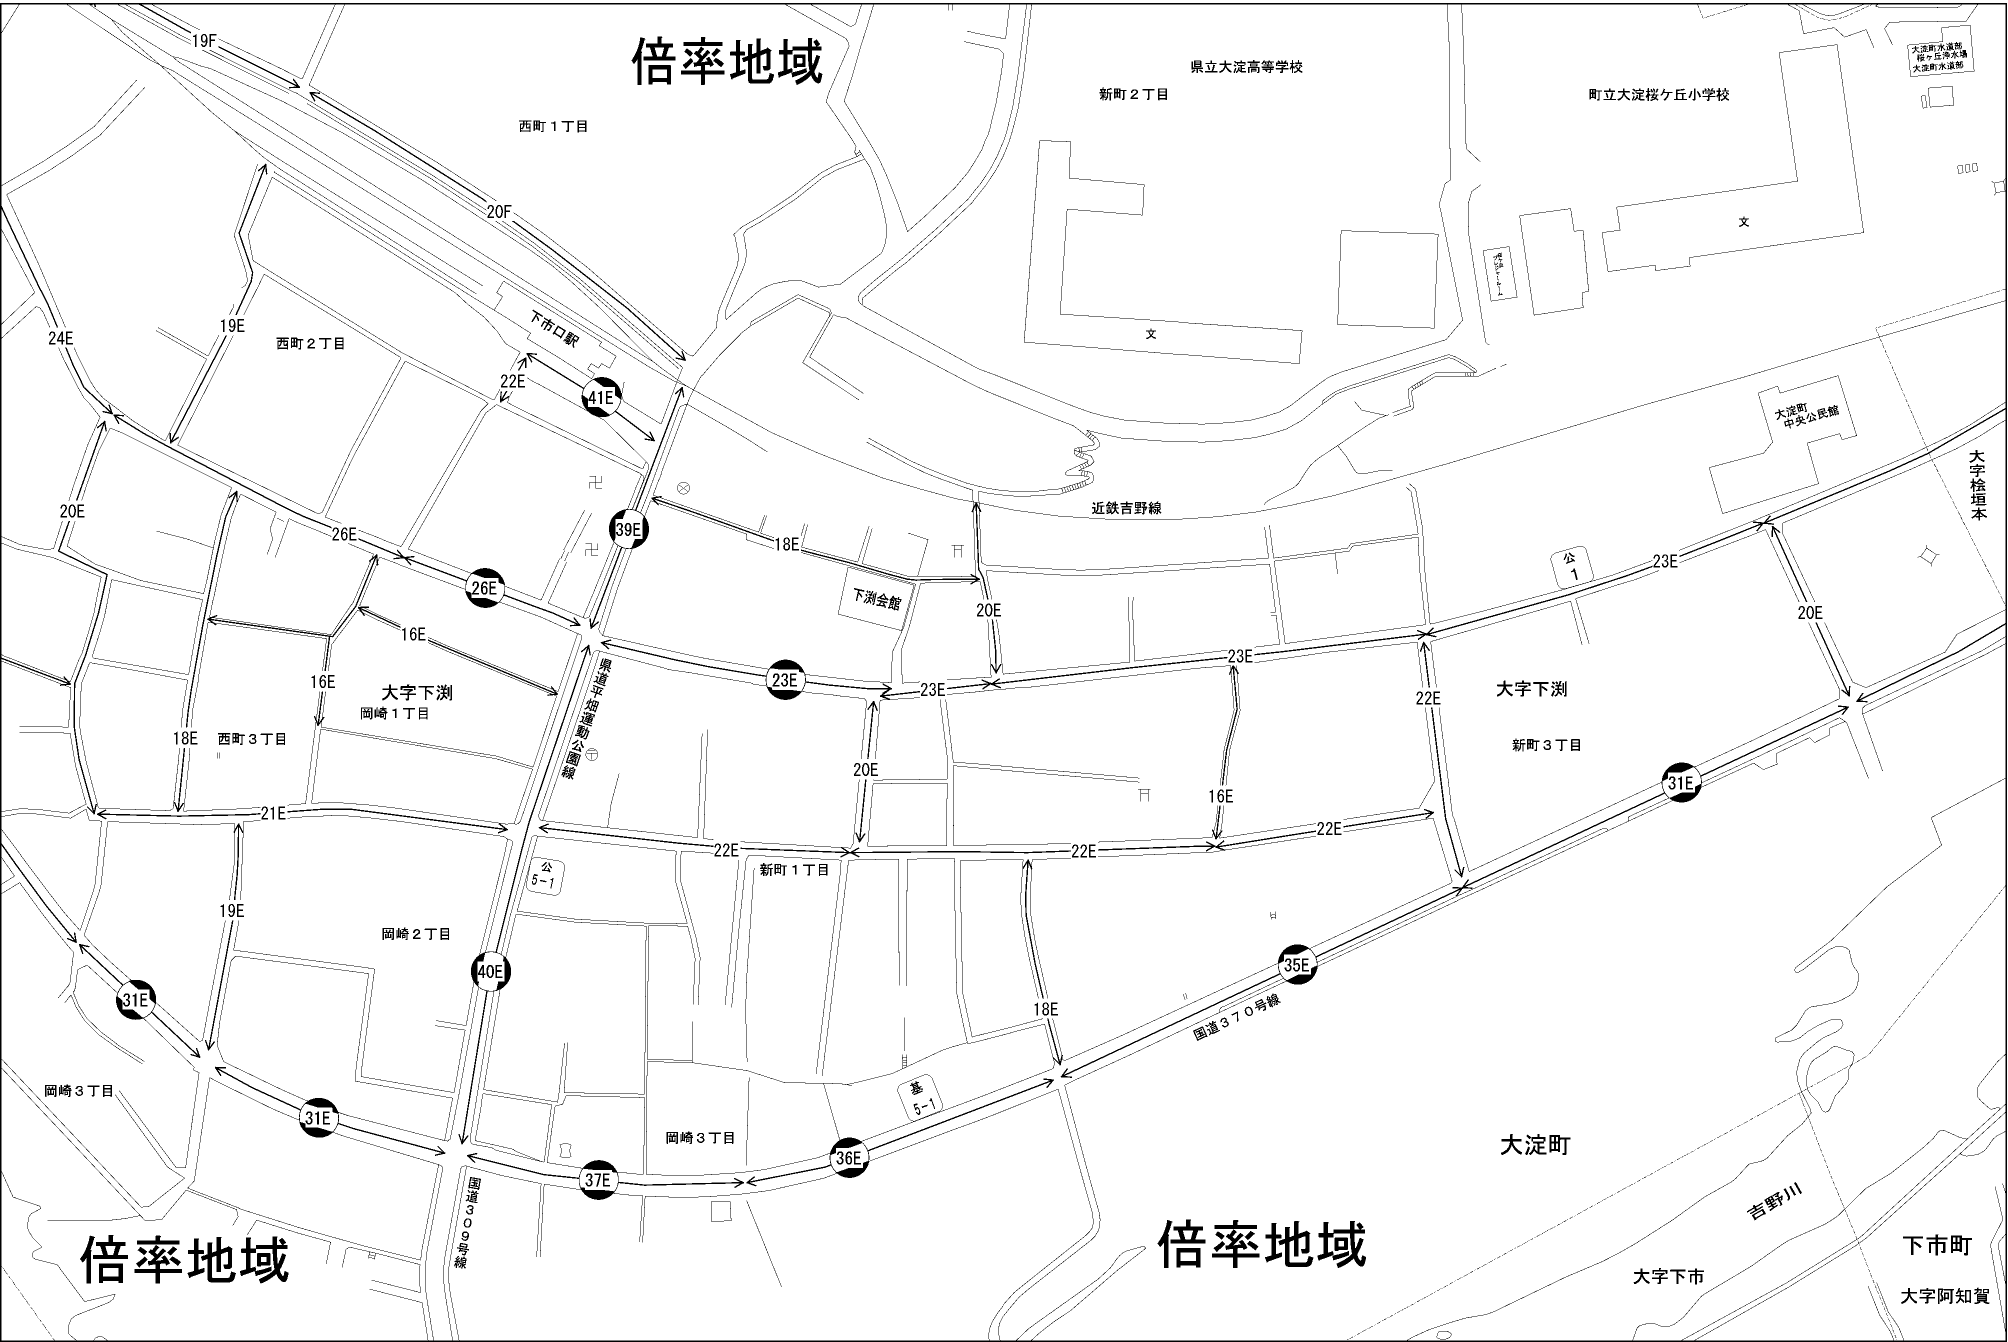 19F
倍率地域
県立大淀高等学校
新町２丁目
町立大淀桜ケ丘小学校
大淀町水道部
桜ヶ丘浄水場
大淀町水道部
西町１丁目
20F
文
文
24E
19E
西町２丁目
下市口駅
22E
41E
大淀町
中央公民館
大字桧垣本
近鉄吉野線
20E
26E
39E
18E
公
1
23E
26E
下渕会館
20E
20E
16E
16E
県道平畑運動公園線
23E
23E
23E
22E
大字下渕
岡崎１丁目
大字下渕
西町３丁目
18E
新町３丁目
20E
16E
31E
21E
22E
22E
22E
公
5-1
新町１丁目
19E
岡崎２丁目
40E
35E
31E
18E
国道３７０号線
岡崎３丁目
31E
基
5-1
岡崎３丁目
36E
37E
大淀町
国道３０９号線
吉野川
倍率地域
倍率地域
下市町
大字下市
大字阿知賀